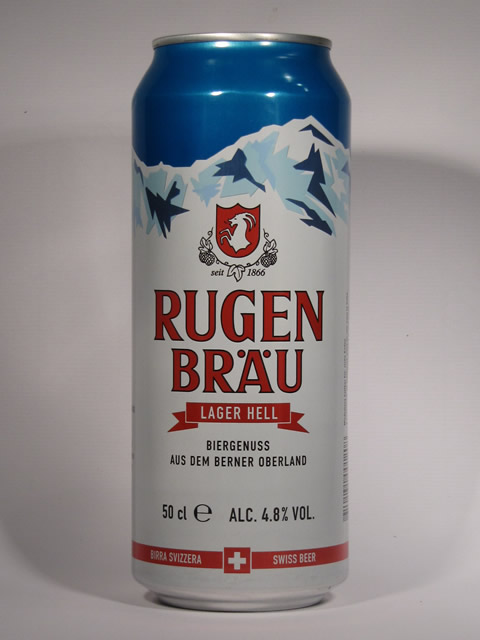 seit 1866
RUGEN
BRÄU
LAGER HELL
BIERGENUSS
AUS DEM BERNER OBERLAND
50 cl ℮ ALC. 4.8% VOL.
BIRRA SVIZZERA SWISS BEER